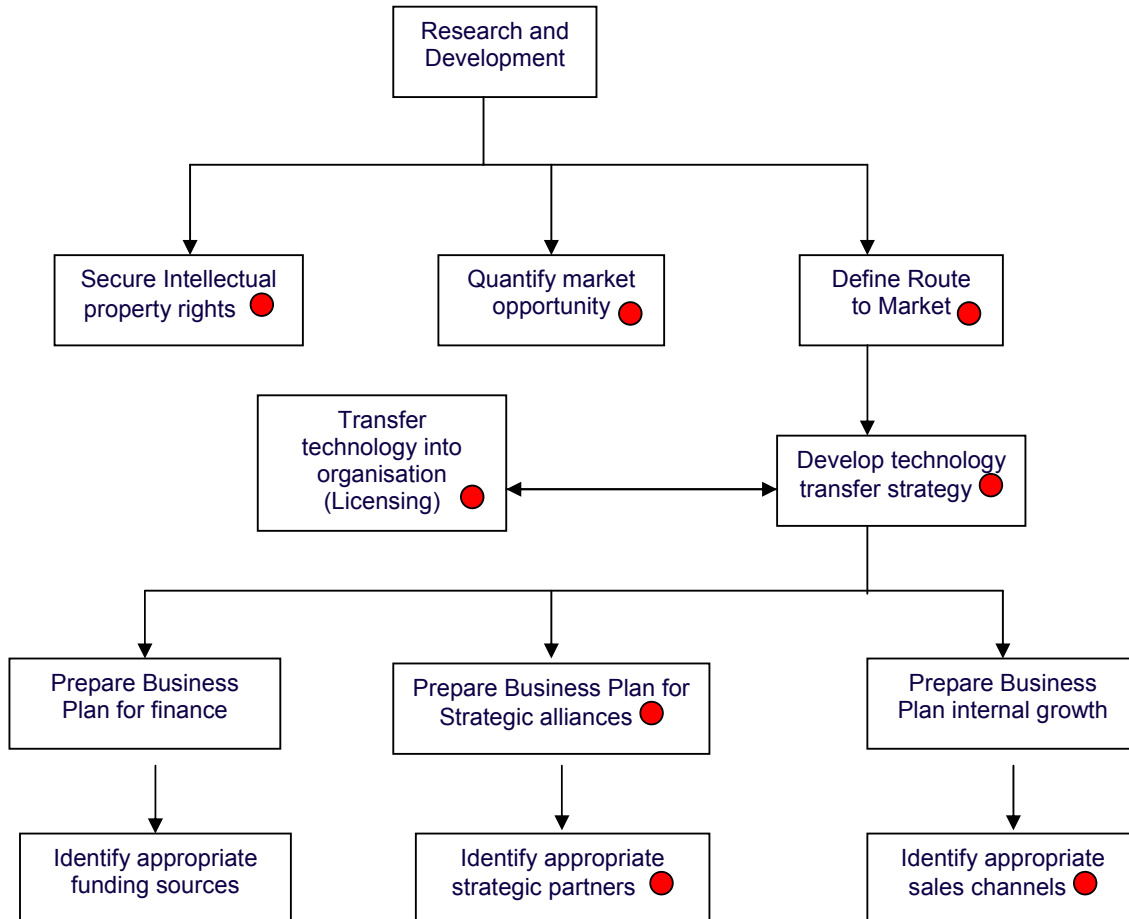 Research and
Development
Secure Intellectual
property rights
Quantify market
opportunity
Define Route
to Market
Transfer
technology into
organisation
(Licensing)
Develop technology
transfer strategy
Prepare Business
Plan for finance
Prepare Business Plan for
Strategic alliances
Prepare Business
Plan internal growth
Identify appropriate
funding sources
Identify appropriate
strategic partners
Identify appropriate
sales channels